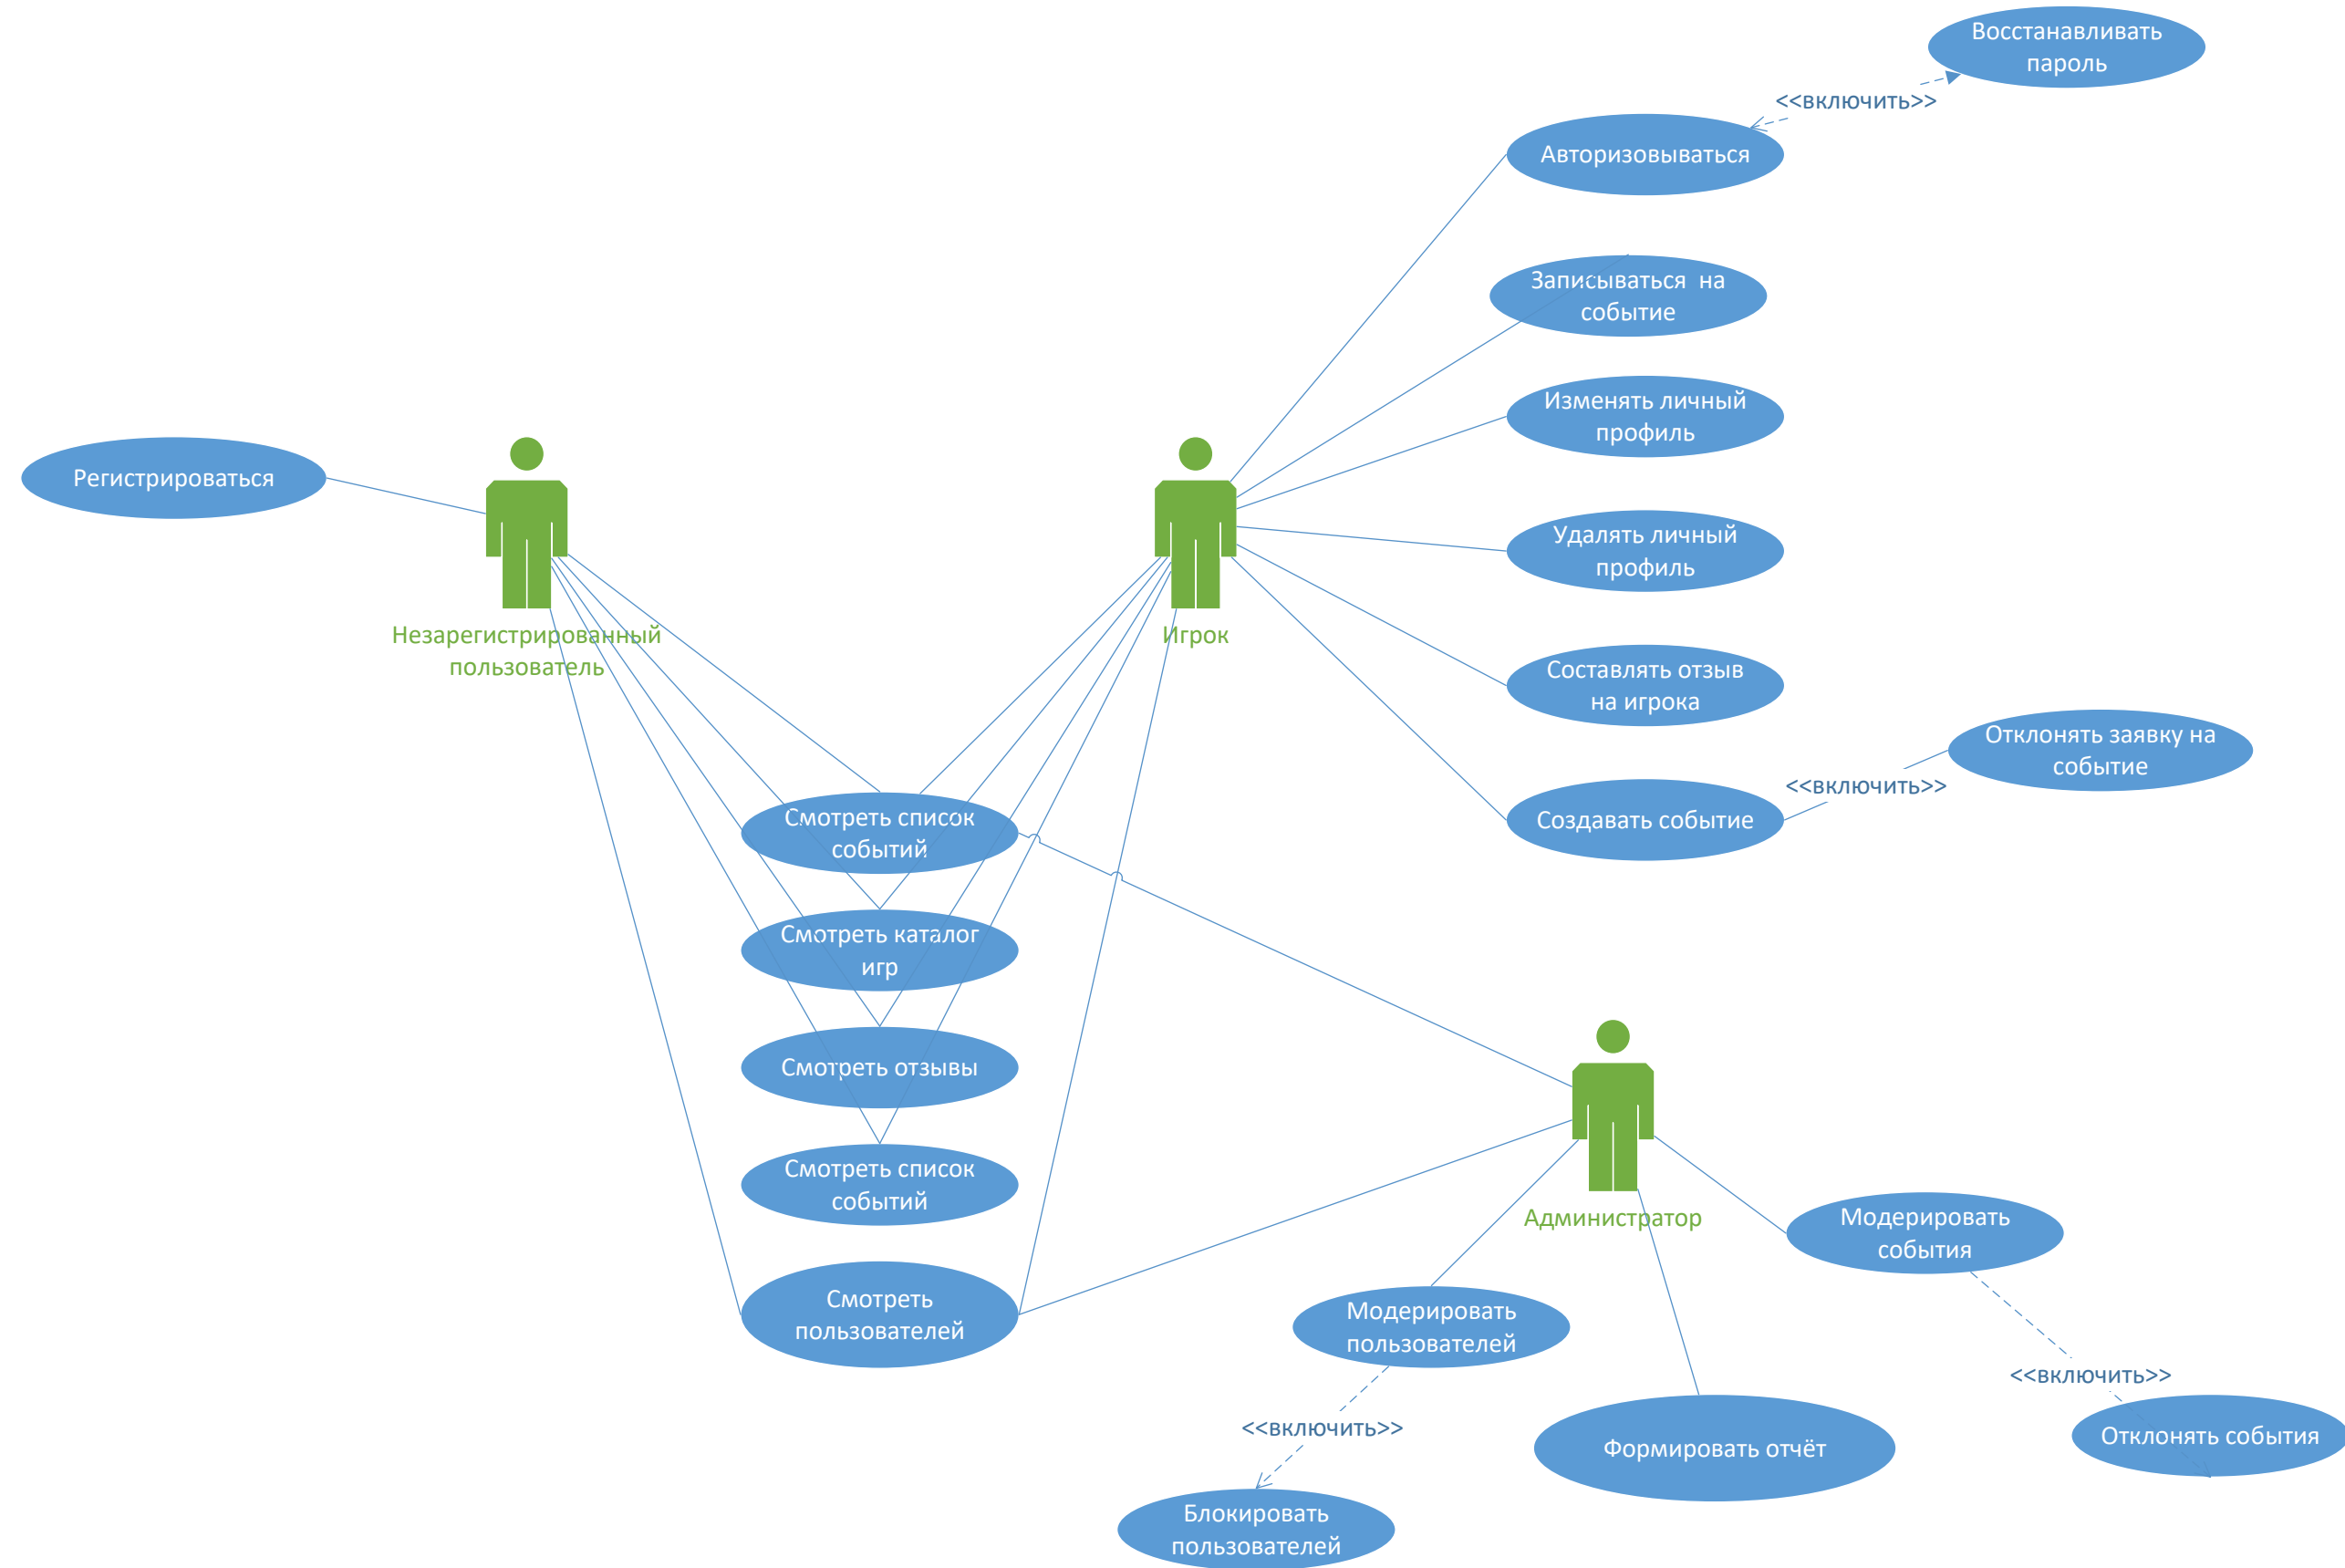 Восстанавливать
пароль
<<включить>>
Авторизовываться
Записываться на
событие
Изменять личный
профиль
Регистрироваться
Удалять личный
профиль
Незарегистрированный
пользователь
Игрок
Составлять отзыв
на игрока
Отклонять заявку на
событие
<<включить>>
Создавать событие
Смотреть список
событий
Смотреть каталог
игр
Смотреть отзывы
Смотреть список
событий
Администратор
Модерировать
события
Смотреть
пользователей
Модерировать
пользователей
<<включить>>
<<включить>>
Формировать отчёт
Отклонять события
Блокировать
пользователей